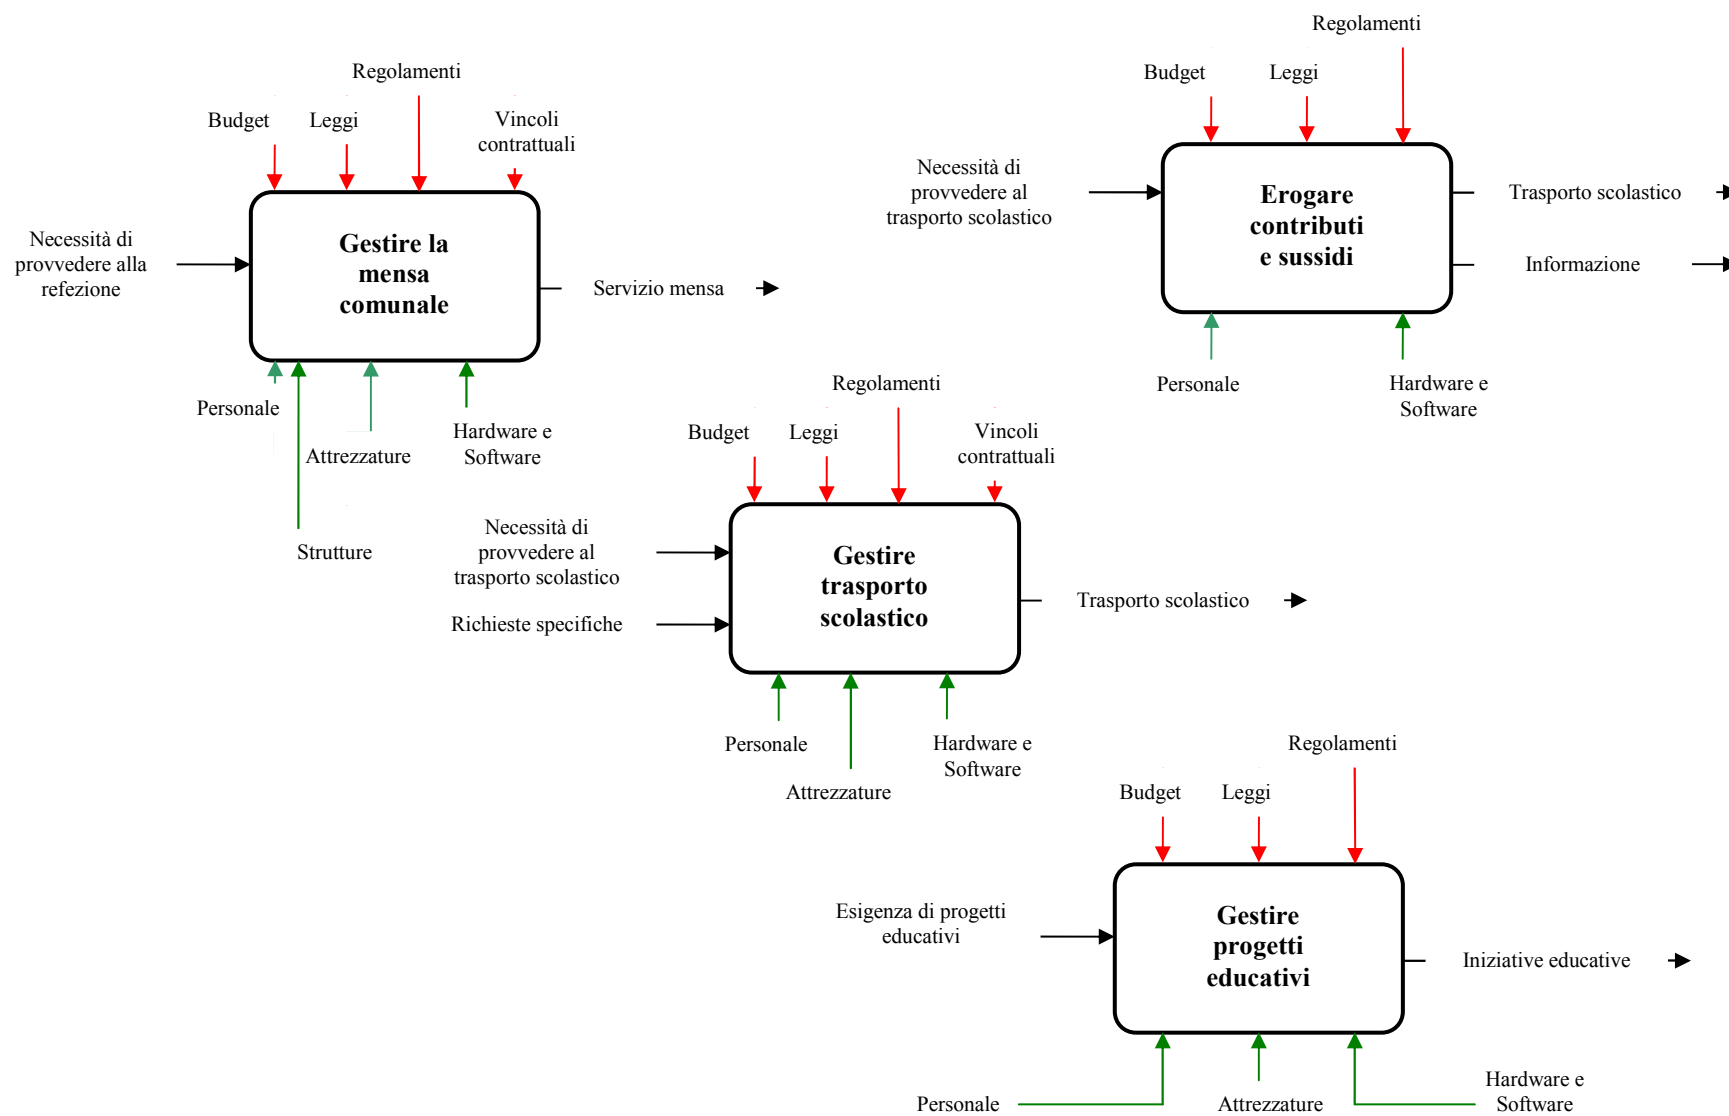 Regolamenti
Budget
Leggi
Vincoli
contrattuali
Necessità di
provvedere alla
refezione
Gestire la
mensa
comunale
Servizio mensa
Personale
Attrezzature
Hardware e
Software
Strutture
Regolamenti
Budget
Leggi
Necessità di
provvedere al
trasporto scolastico
Erogare
contributi
e sussidi
Trasporto scolastico
Informazione
Personale
Hardware e
Software
Regolamenti
Budget
Leggi
Vincoli
contrattuali
Necessità di
provvedere al
trasporto scolastico
Richieste specifiche
Gestire
trasporto
scolastico
Trasporto scolastico
Personale
Attrezzature
Hardware e
Software
Regolamenti
Budget
Leggi
Esigenza di progetti
educativi
Gestire
progetti
educativi
Iniziative educative
Personale
Attrezzature
Hardware e
Software